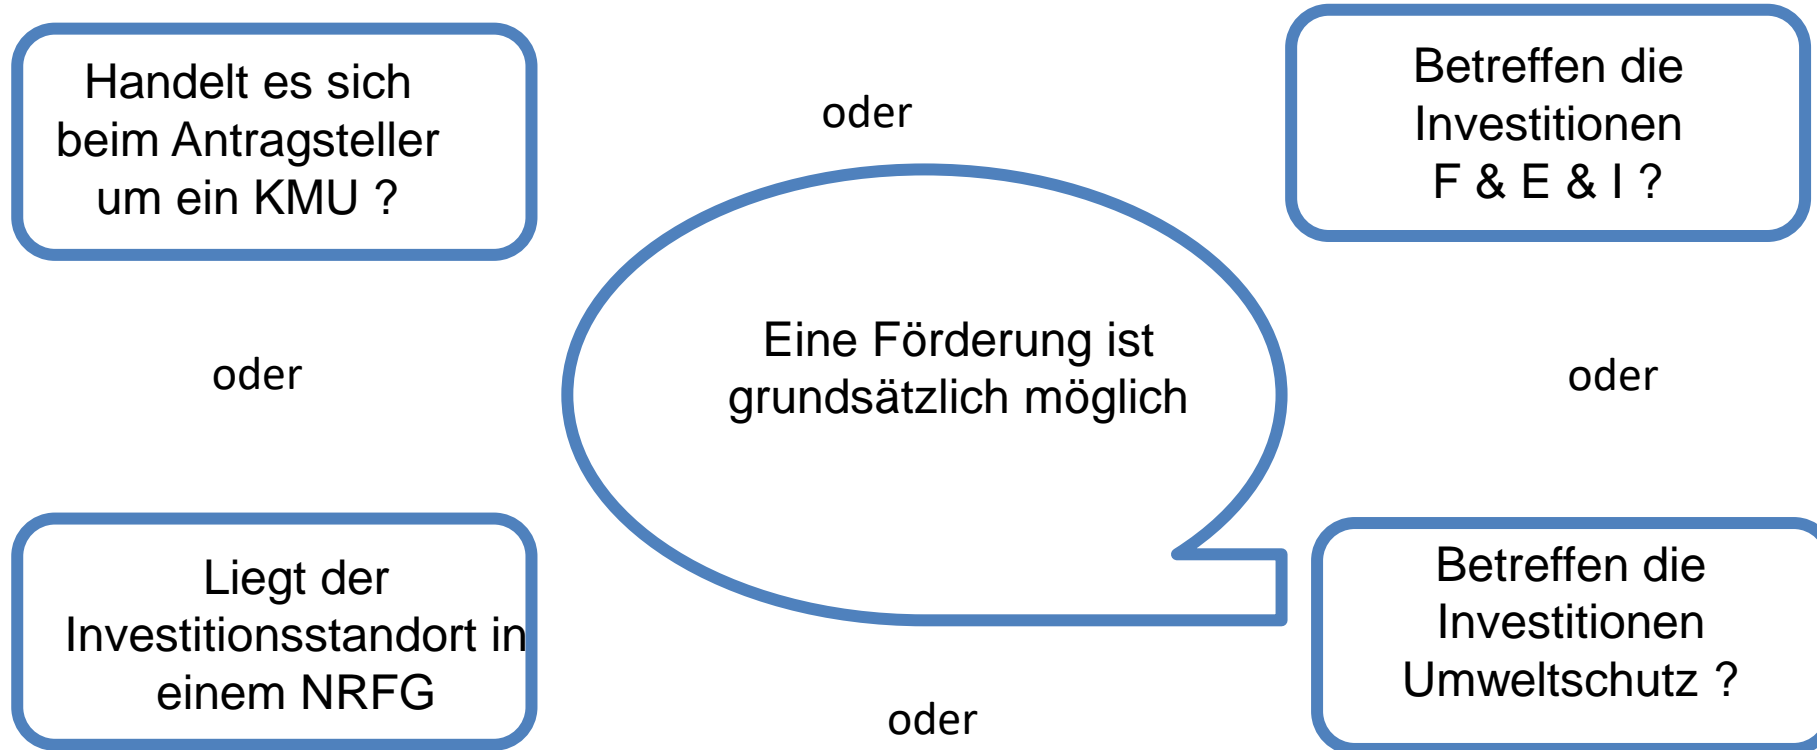 Handelt es sich
beim Antragsteller
um ein KMU ?
oder
Betreffen die
Investitionen
F & E & I ?
oder
Eine Förderung ist
grundsätzlich möglich
oder
Liegt der
Investitionsstandort in
einem NRFG
oder
Betreffen die
Investitionen
Umweltschutz ?